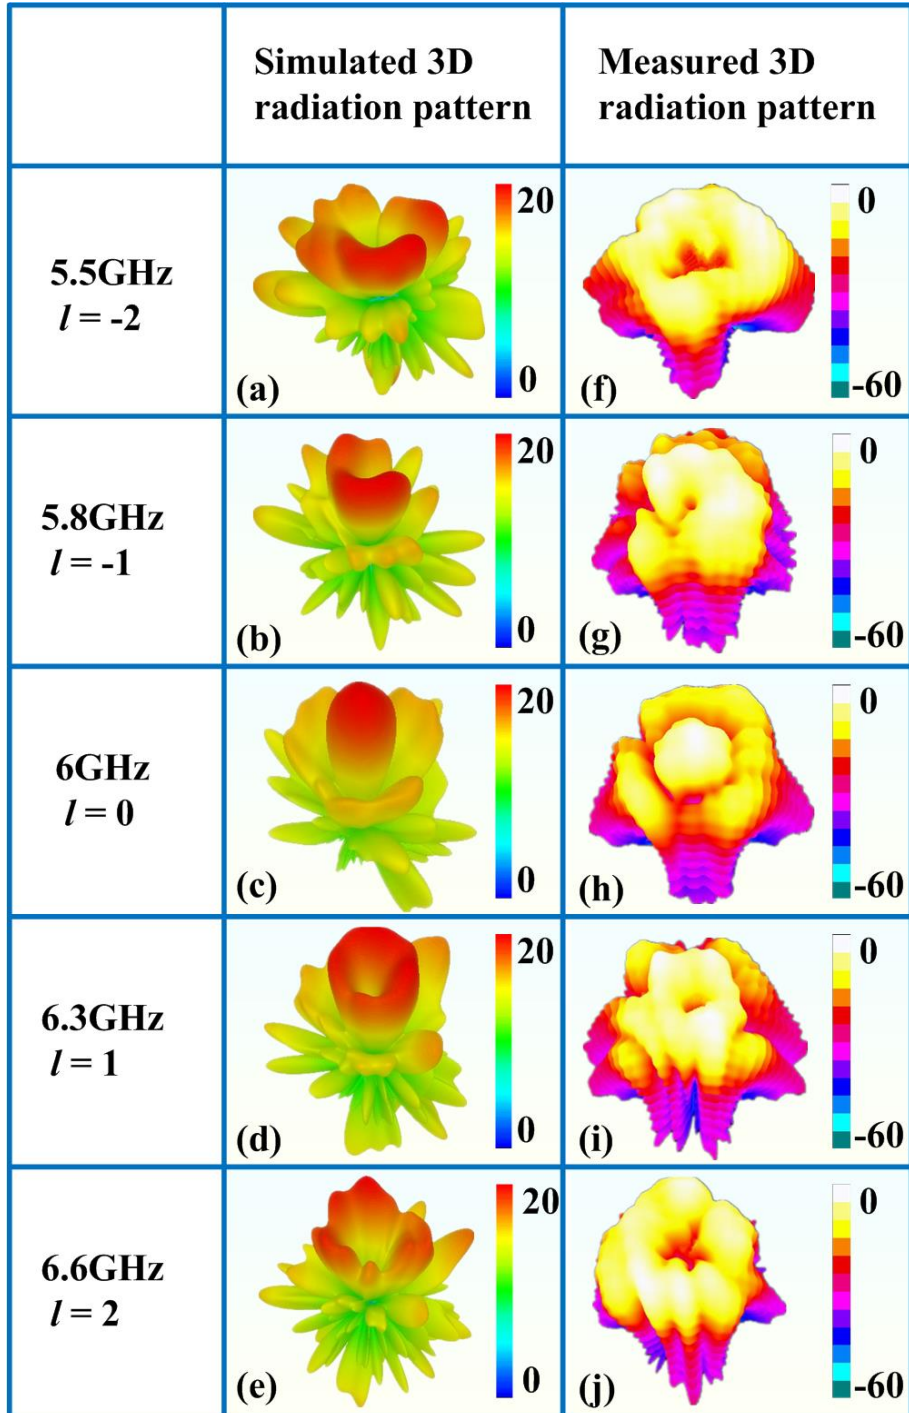 Simulated 3D
radiation pattern
Measured 3D
radiation pattern
5.5GHz
l = -2
20
0
(a)
0
-60
(f)
5.8GHz
l = -1
20
0
(b)
0
-60
(g)
6GHz
l = 0
20
0
(c)
0
-60
(h)
6.3GHz
l = 1
20
0
(d)
0
-60
(i)
6.6GHz
l = 2
20
0
(e)
0
-60
(j)